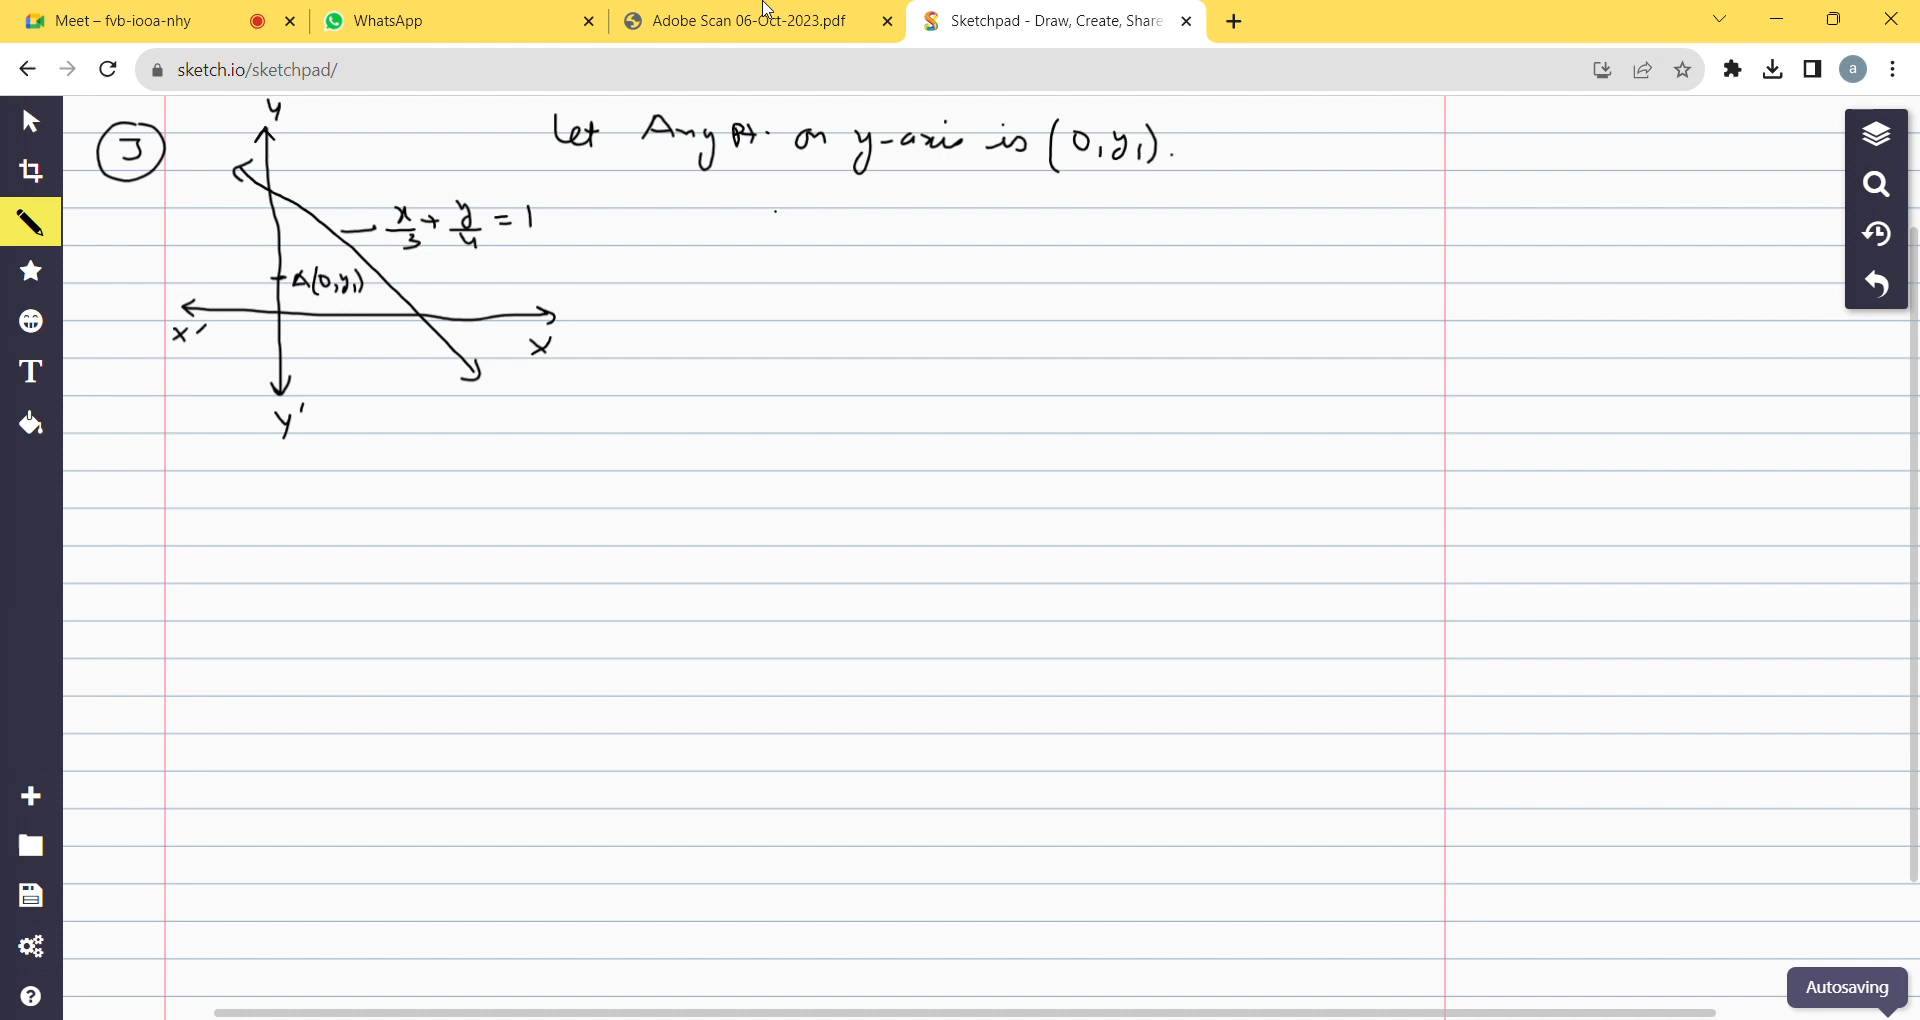 Meet – fvb-iooa-nhy
WhatsApp
Adobe Scan 06-Oct-2023.pdf
Sketchpad - Draw, Create, Share
sketch.io/sketchpad/
a
T
3
y
Let Any pt. on y-axis is (0, y₁).
x/3 + y/4 = 1
A(0, y₁)
x'
x
y'
Autosaving